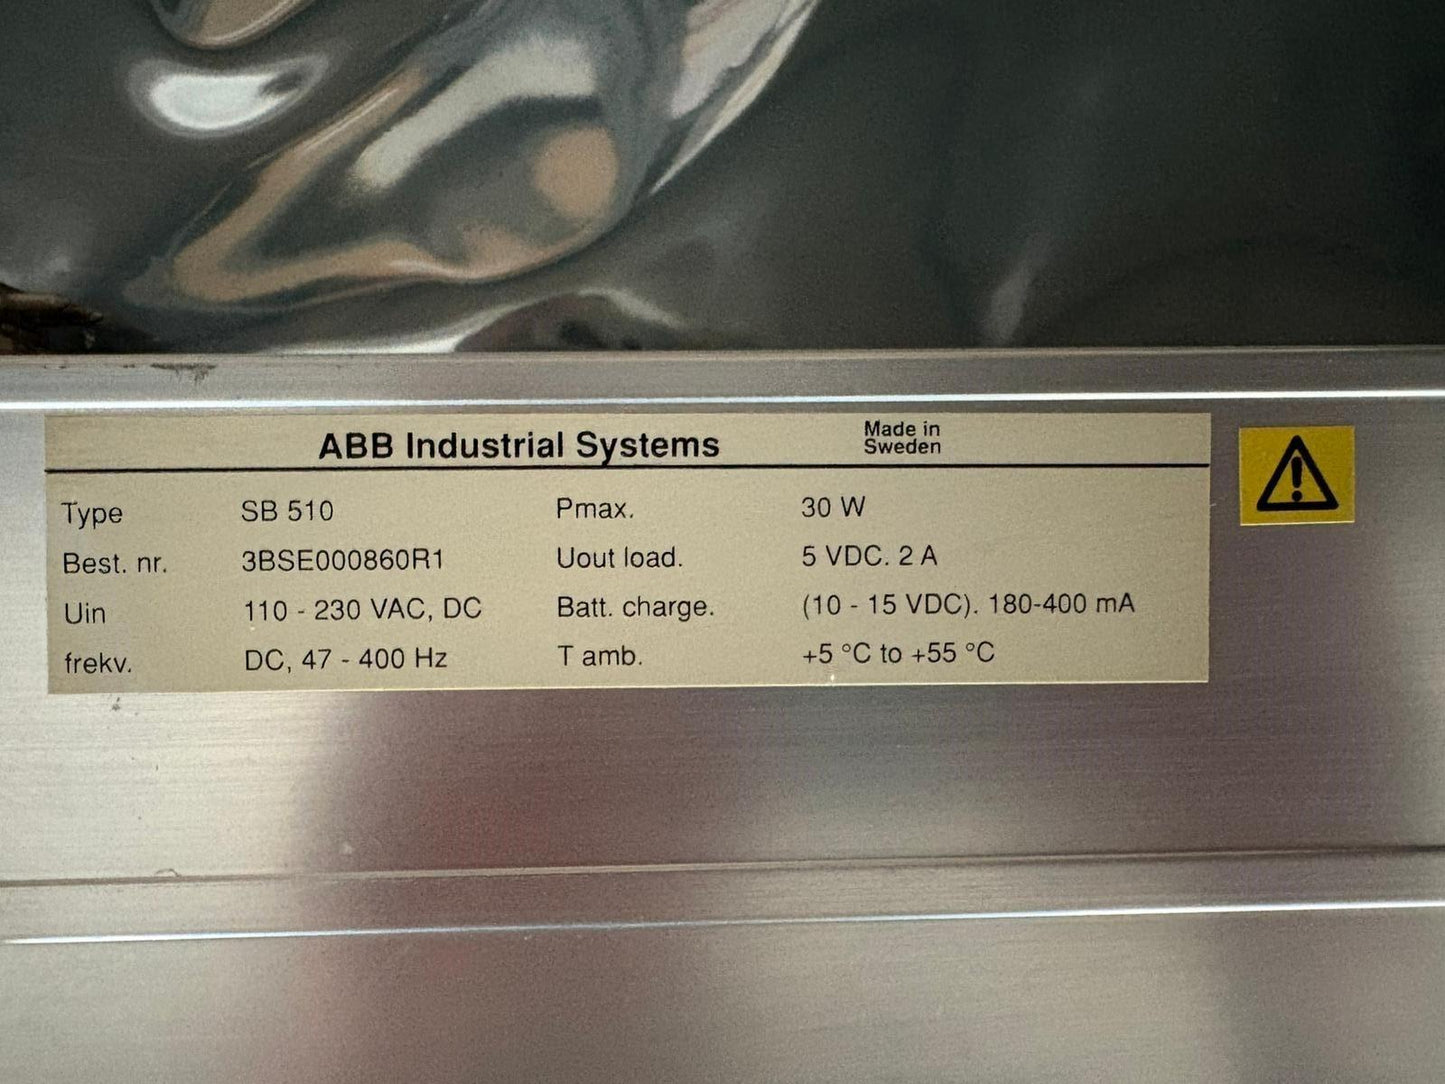 ABB Industrial Systems
Made in
Sweden
Type SB 510 Pmax. 30 W
Best. nr. 3BSE000860R1 Uout load. 5 VDC. 2 A
Uin 110 - 230 VAC, DC Batt. charge. (10 - 15 VDC). 180-400 mA
frekv. DC, 47 - 400 Hz T amb. +5 °C to +55 °C